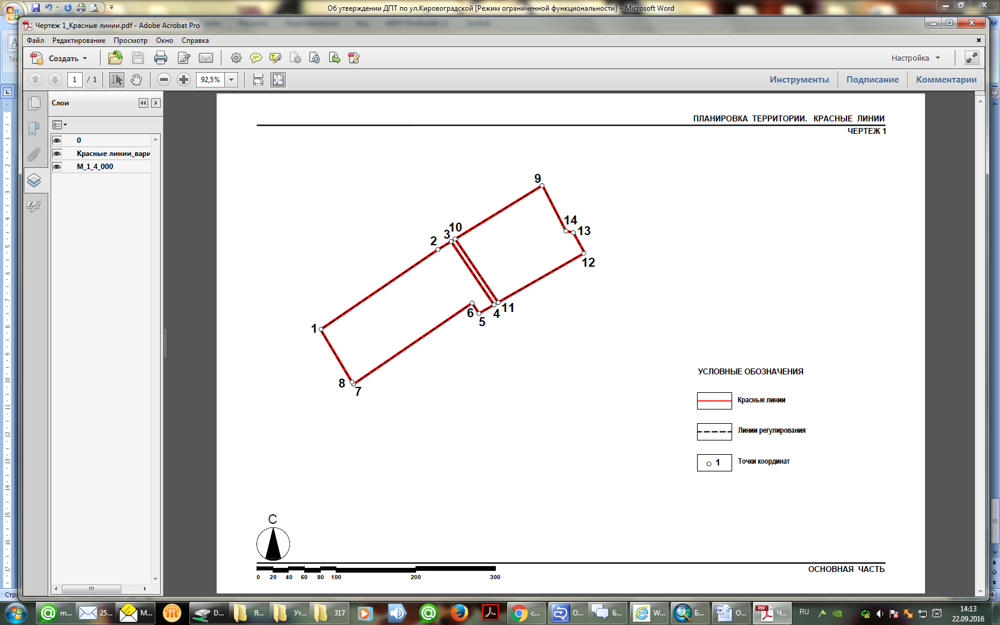 Об утверждении ДПТ по ул.Кировоградской [Режим ограниченной функциональности] - Microsoft Word
Чертеж 1_Красные линии.pdf - Adobe Acrobat Pro
Файл Редактирование Просмотр Окно Справка
Создать
Настройка
1 / 1
92,5%
Инструменты Подписание Комментарии
Слои
0
Красные линии_вари
M_1_4_000
ПЛАНИРОВКА ТЕРРИТОРИИ. КРАСНЫЕ ЛИНИИ
ЧЕРТЕЖ 1
9
14
10
13
3
2
12
11
6
4
5
1
8
7
УСЛОВНЫЕ ОБОЗНАЧЕНИЯ
Красные линии
Линии регулирования
1 Точки координат
С
0 20 40 60 80 100 200 300
ОСНОВНАЯ ЧАСТЬ
Стра
m... 25... M... D... Я... Ут... 317 с... О... Б... W... Б... О... Ч...
RU
14:13
22.09.2016